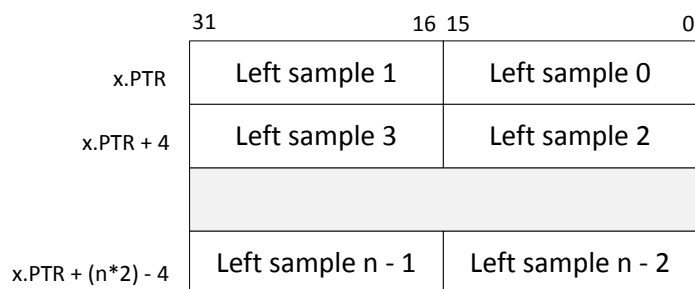 31 16 15 0
x.PTR Left sample 1 Left sample 0
x.PTR + 4 Left sample 3 Left sample 2
x.PTR + (n*2) - 4 Left sample n - 1 Left sample n - 2